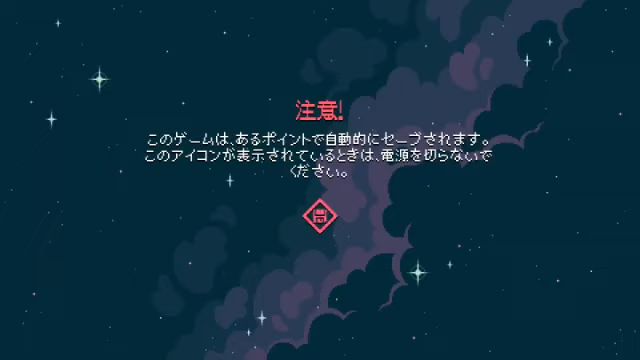 注意!
このゲームは、あるポイントで自動的にセーブされます。
このアイコンが表示されているときは、電源を切らないで
ください。